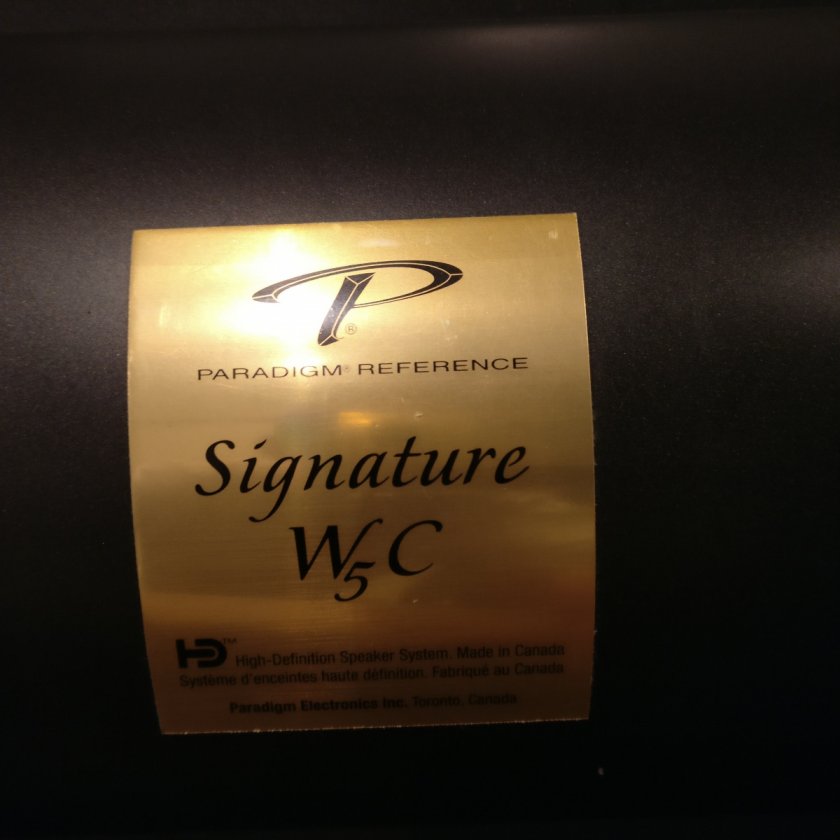 P®
PARADIGM® REFERENCE
Signature
W5C
HD™ High-Definition Speaker System. Made in Canada
Système d'enceintes haute définition. Fabriqué au Canada
Paradigm Electronics Inc. Toronto, Canada